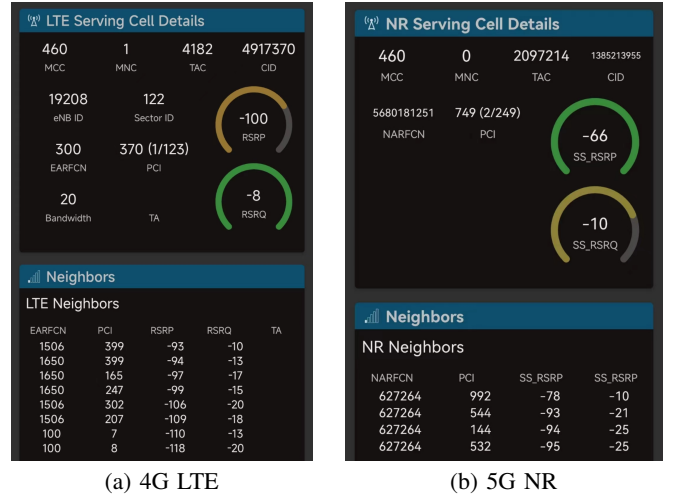 LTE Serving Cell Details
460 1 4182 4917370
MCC MNC TAC CID
19208 122
eNB ID Sector ID
-100
RSRP
300 370 (1/123)
EARFCN PCI
20
Bandwidth TA
-8
RSRQ
Neighbors
LTE Neighbors
EARFCN PCI RSRP RSRQ TA
1506 399 -93 -10
1650 399 -94 -13
1650 165 -97 -17
1650 247 -99 -15
1506 302 -106 -20
1506 207 -109 -18
100 7 -110 -13
100 8 -118 -20
(a) 4G LTE
NR Serving Cell Details
460 0 2097214 1385213955
MCC MNC TAC CID
5680181251 749 (2/249)
NARFCN PCI
-66
SS_RSRP
-10
SS_RSRQ
Neighbors
NR Neighbors
NARFCN PCI SS_RSRP SS_RSRP
627264 992 -78 -10
627264 544 -93 -21
627264 144 -94 -25
627264 532 -95 -25
(b) 5G NR